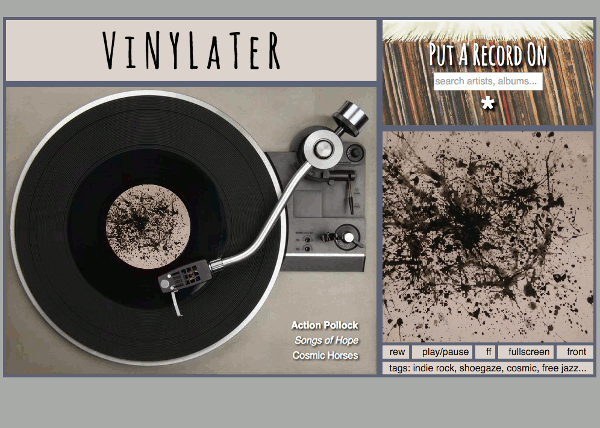 ViNYLATeR
PUT A RECORD ON
search artists, albums...
*
Action Pollock
Songs of Hope
Cosmic Horses
rew play/pause ff fullscreen front
tags: indie rock, shoegaze, cosmic, free jazz...